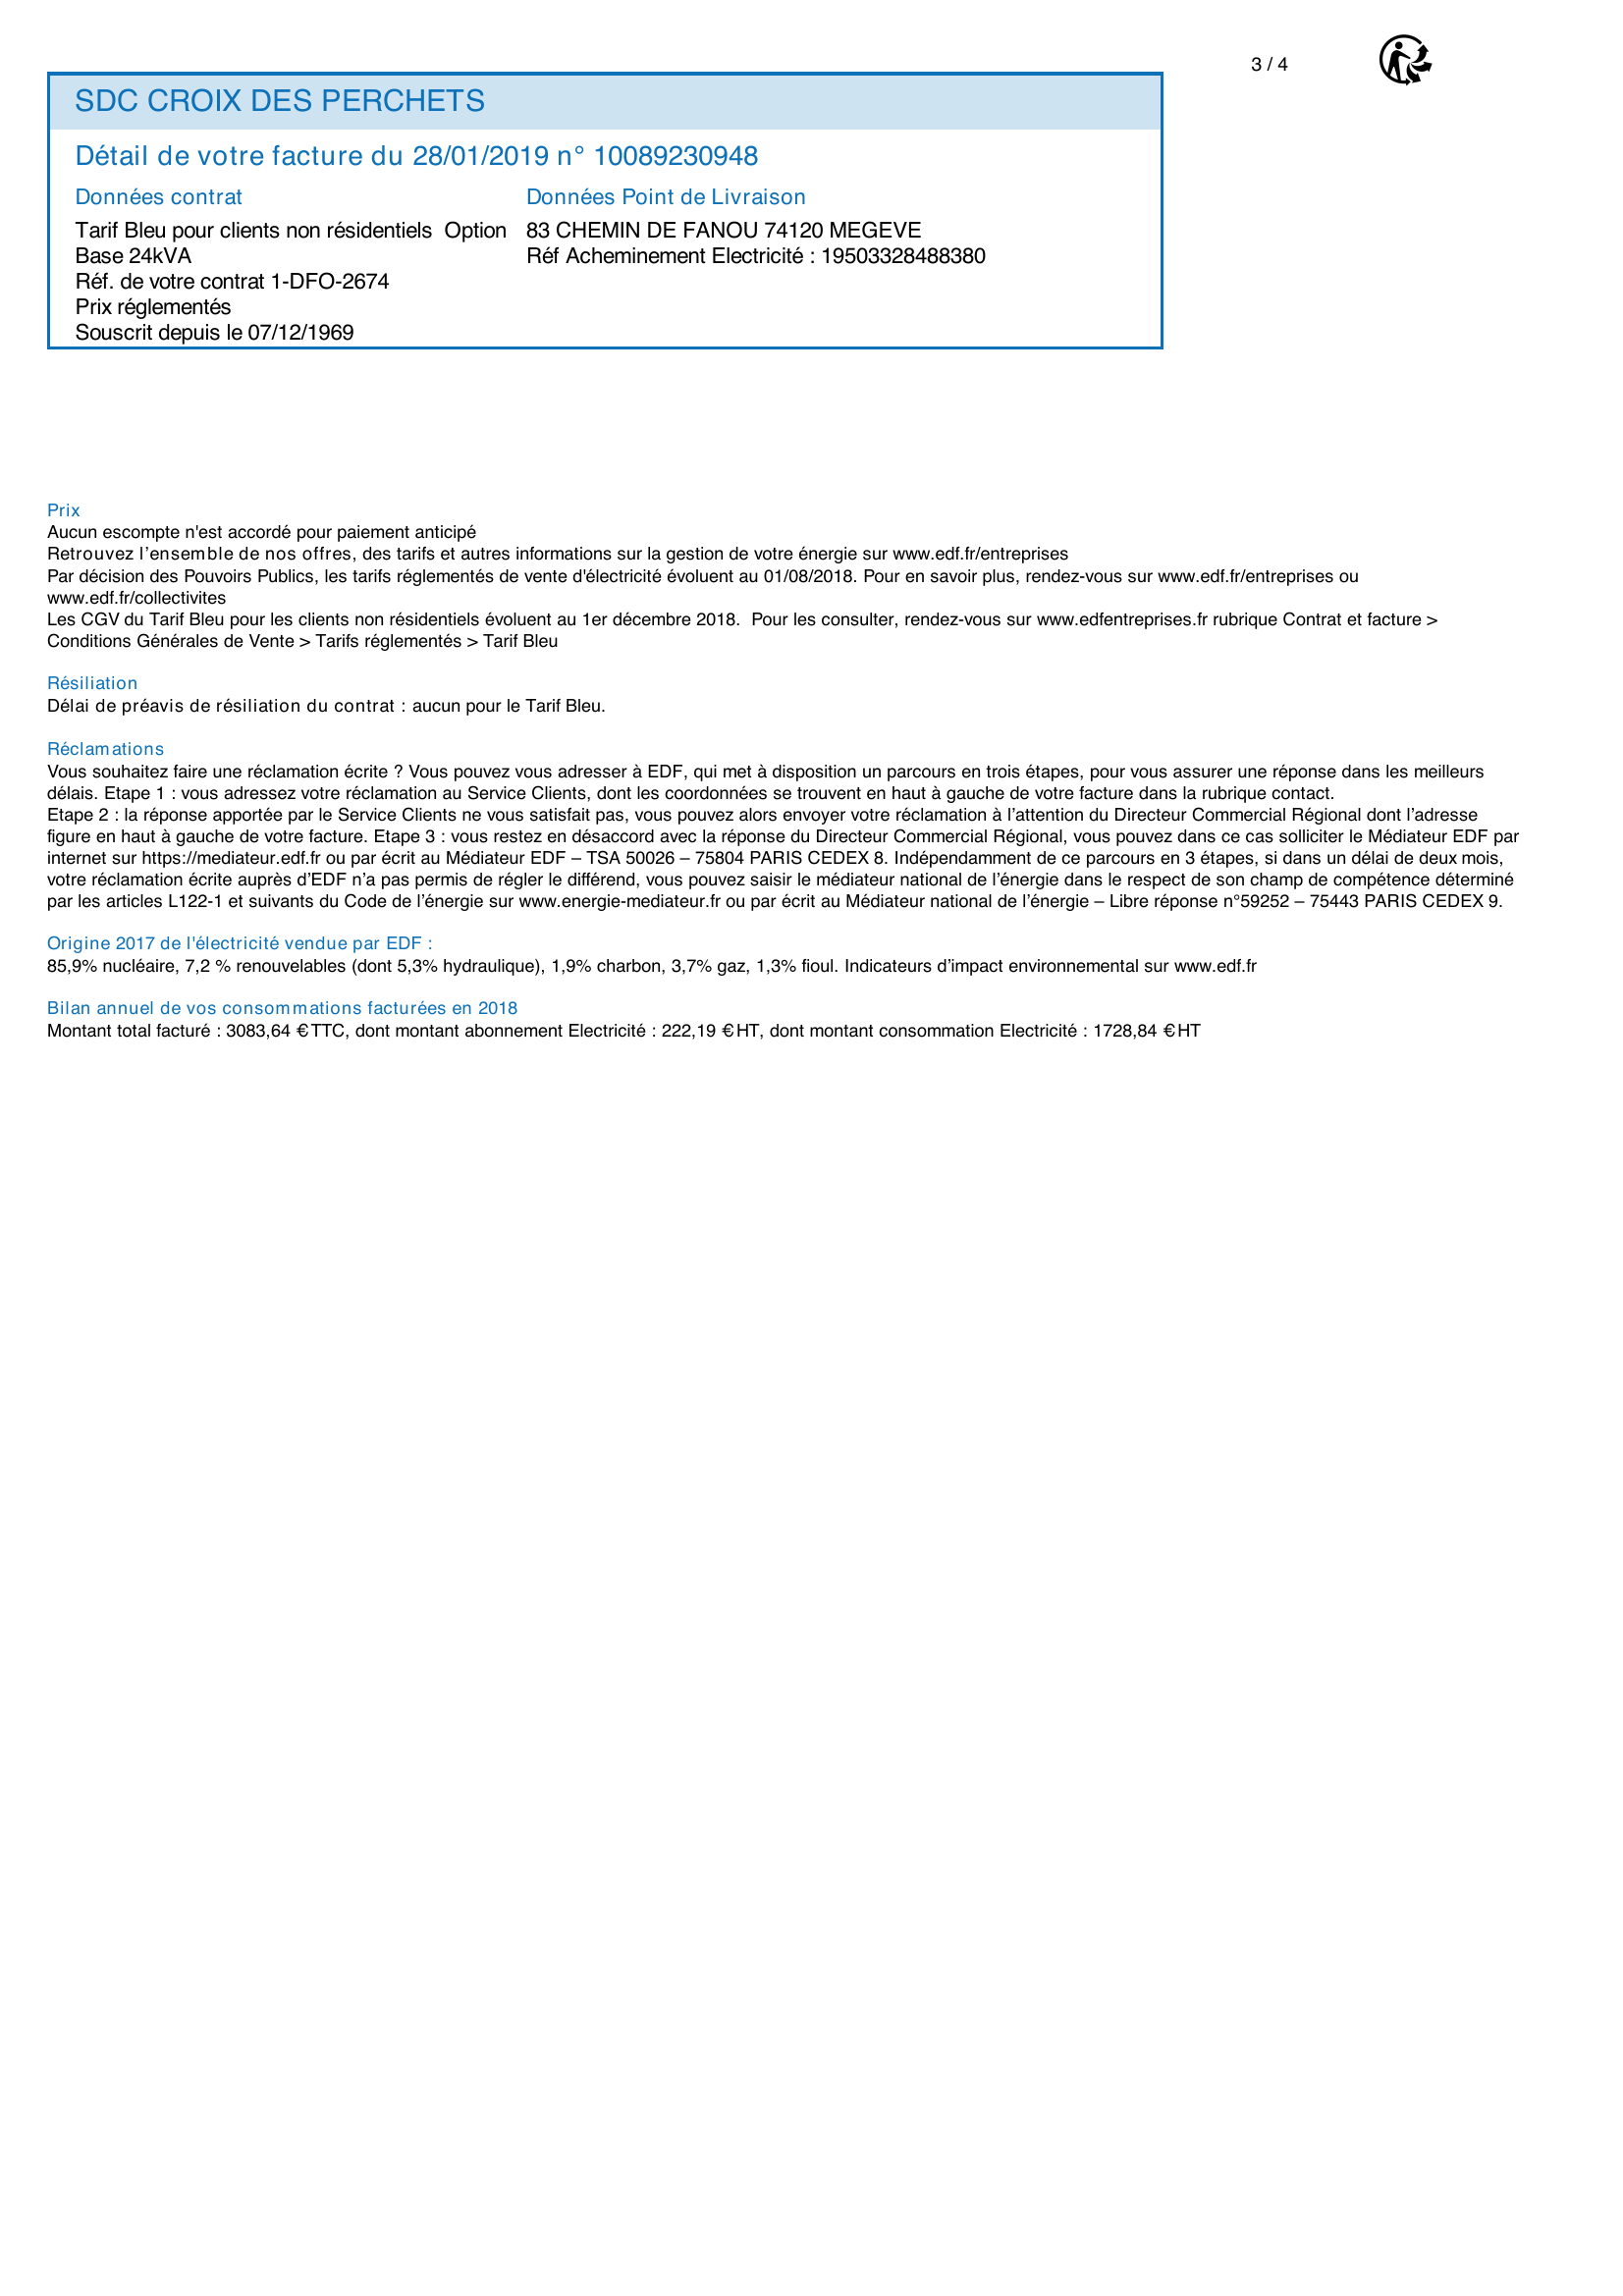 3 / 4
SDC CROIX DES PERCHETS
Détail de votre facture du 28/01/2019 n° 10089230948
Données contrat
Tarif Bleu pour clients non résidentiels  Option
Base 24kVA
Réf. de votre contrat 1-DFO-2674
Prix réglementés
Souscrit depuis le 07/12/1969
Données Point de Livraison
83 CHEMIN DE FANOU 74120 MEGEVE
Réf Acheminement Electricité : 19503328488380
Prix
Aucun escompte n'est accordé pour paiement anticipé
Retrouvez l’ensemble de nos offres, des tarifs et autres informations sur la gestion de votre énergie sur www.edf.fr/entreprises
Par décision des Pouvoirs Publics, les tarifs réglementés de vente d'électricité évoluent au 01/08/2018. Pour en savoir plus, rendez-vous sur www.edf.fr/entreprises ou
www.edf.fr/collectivites
Les CGV du Tarif Bleu pour les clients non résidentiels évoluent au 1er décembre 2018.  Pour les consulter, rendez-vous sur www.edfentreprises.fr rubrique Contrat et facture >
Conditions Générales de Vente > Tarifs réglementés > Tarif Bleu
Résiliation
Délai de préavis de résiliation du contrat : aucun pour le Tarif Bleu.
Réclamations
Vous souhaitez faire une réclamation écrite ? Vous pouvez vous adresser à EDF, qui met à disposition un parcours en trois étapes, pour vous assurer une réponse dans les meilleurs
délais. Etape 1 : vous adressez votre réclamation au Service Clients, dont les coordonnées se trouvent en haut à gauche de votre facture dans la rubrique contact.
Etape 2 : la réponse apportée par le Service Clients ne vous satisfait pas, vous pouvez alors envoyer votre réclamation à l’attention du Directeur Commercial Régional dont l’adresse
figure en haut à gauche de votre facture. Etape 3 : vous restez en désaccord avec la réponse du Directeur Commercial Régional, vous pouvez dans ce cas solliciter le Médiateur EDF par
internet sur https://mediateur.edf.fr ou par écrit au Médiateur EDF – TSA 50026 – 75804 PARIS CEDEX 8. Indépendamment de ce parcours en 3 étapes, si dans un délai de deux mois,
votre réclamation écrite auprès d’EDF n’a pas permis de régler le différend, vous pouvez saisir le médiateur national de l’énergie dans le respect de son champ de compétence déterminé
par les articles L122-1 et suivants du Code de l’énergie sur www.energie-mediateur.fr ou par écrit au Médiateur national de l’énergie – Libre réponse n°59252 – 75443 PARIS CEDEX 9.
Origine 2017 de l'électricité vendue par EDF :
85,9% nucléaire, 7,2 % renouvelables (dont 5,3% hydraulique), 1,9% charbon, 3,7% gaz, 1,3% fioul. Indicateurs d’impact environnemental sur www.edf.fr
Bilan annuel de vos consommations facturées en 2018
Montant total facturé : 3083,64 € TTC, dont montant abonnement Electricité : 222,19 € HT, dont montant consommation Electricité : 1728,84 € HT